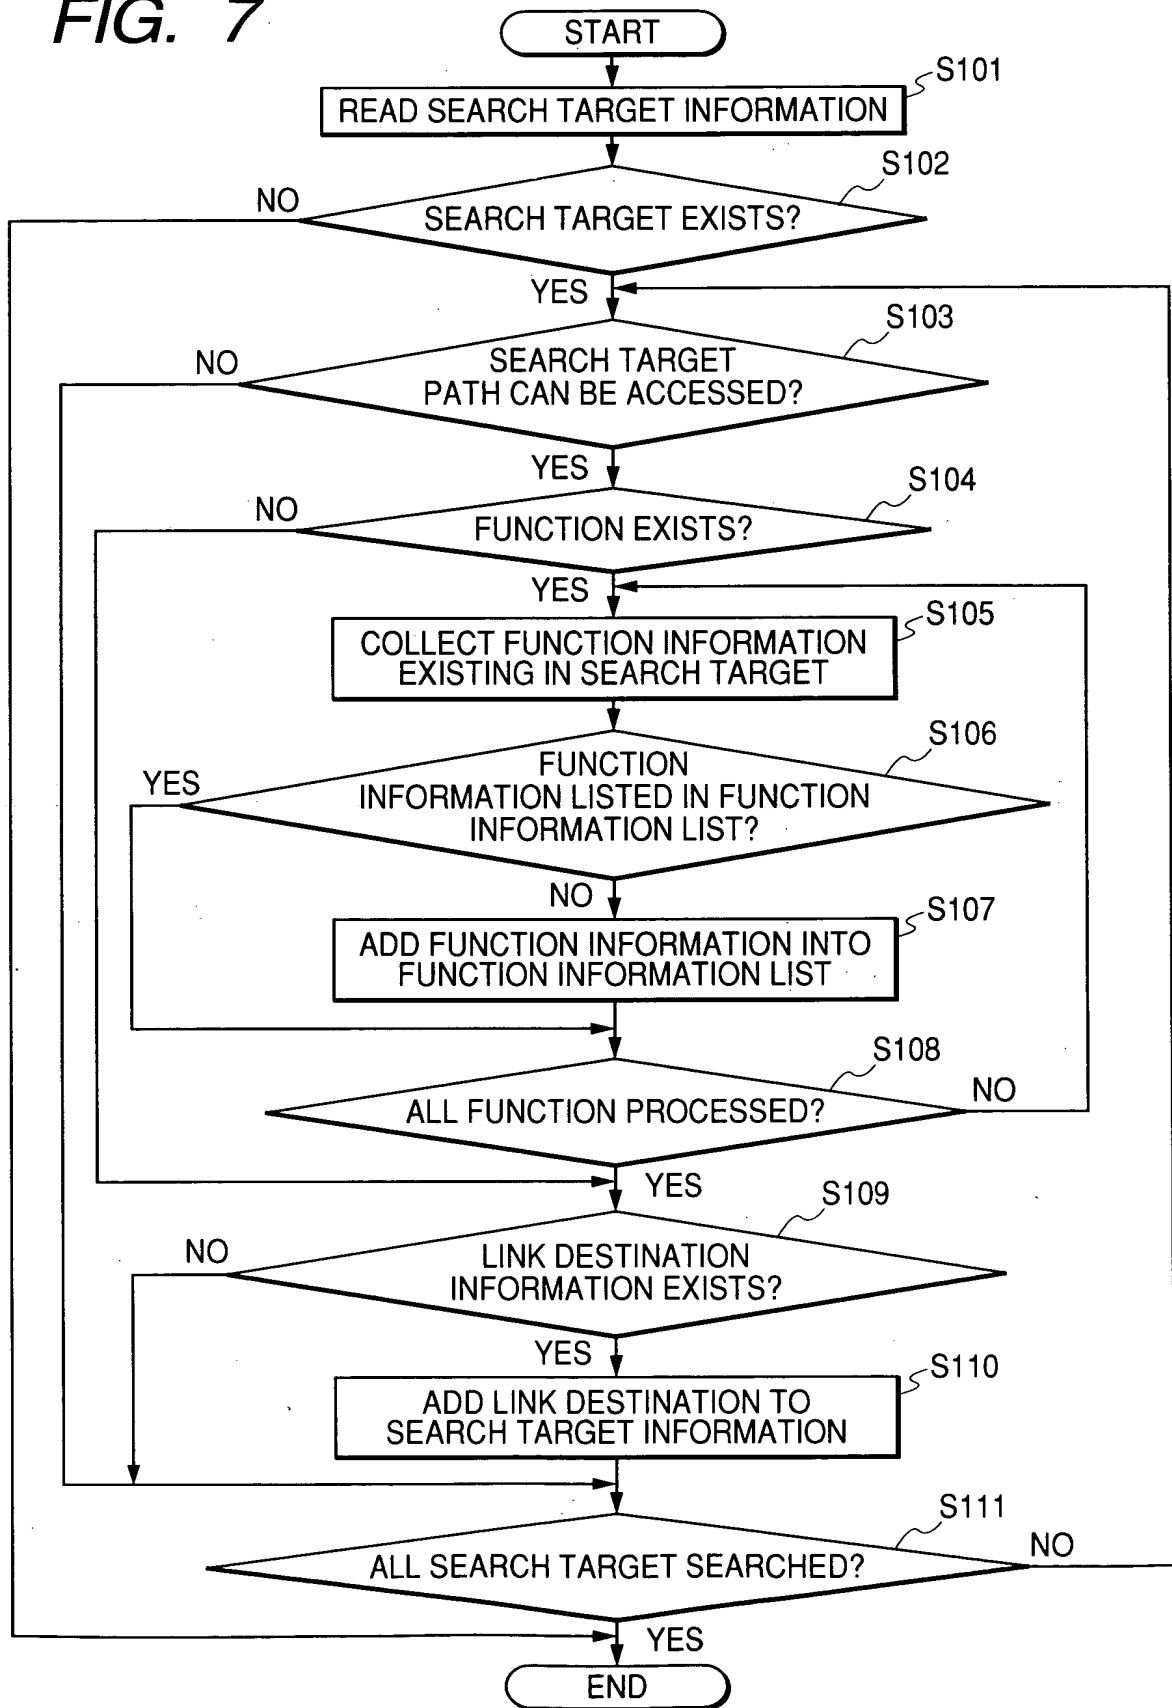 FIG. 7
START
S101
READ SEARCH TARGET INFORMATION
S102
NO
SEARCH TARGET EXISTS?
YES
S103
NO
SEARCH TARGET
PATH CAN BE ACCESSED?
YES
S104
NO
FUNCTION EXISTS?
YES
S105
COLLECT FUNCTION INFORMATION
EXISTING IN SEARCH TARGET
S106
YES
FUNCTION
INFORMATION LISTED IN FUNCTION
INFORMATION LIST?
NO
S107
ADD FUNCTION INFORMATION INTO
FUNCTION INFORMATION LIST
S108
NO
ALL FUNCTION PROCESSED?
YES
S109
NO
LINK DESTINATION
INFORMATION EXISTS?
YES
S110
ADD LINK DESTINATION TO
SEARCH TARGET INFORMATION
S111
NO
ALL SEARCH TARGET SEARCHED?
YES
END